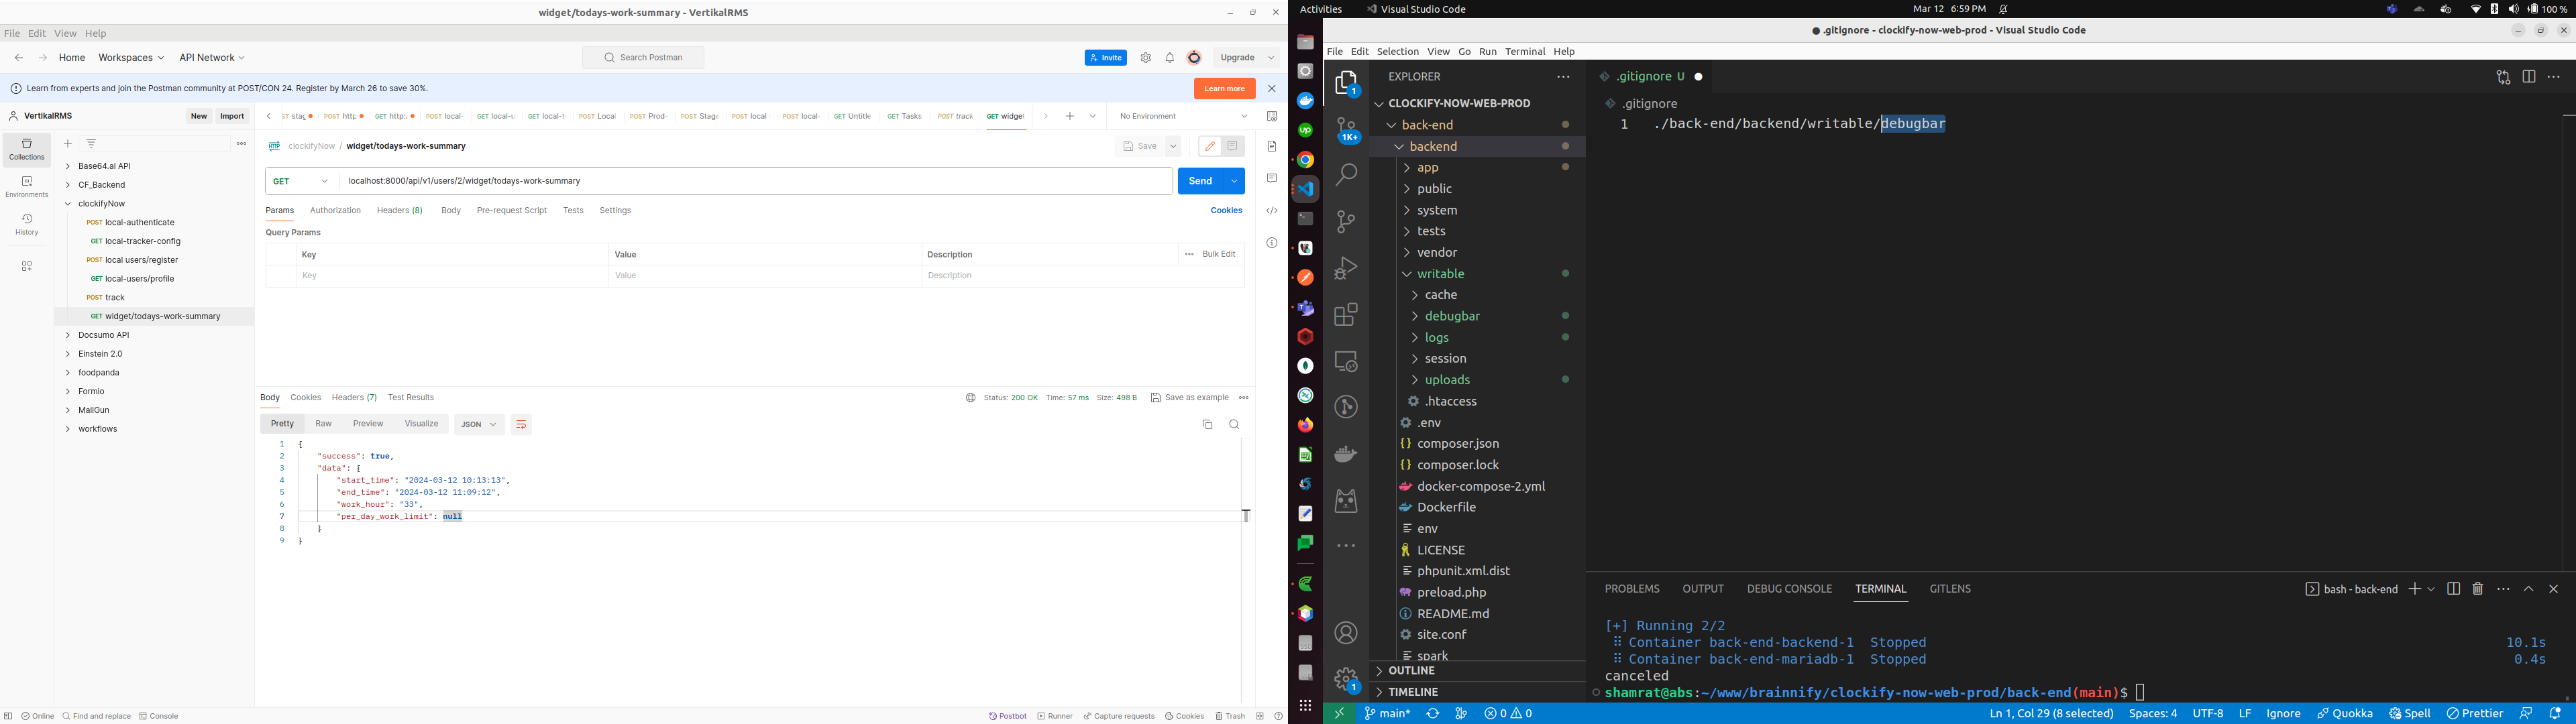 widget/todays-work-summary - VertikalRMS
File Edit View Help
Home Workspaces API Network Search Postman Invite Upgrade
Learn from experts and join the Postman community at POST/CON 24. Register by March 26 to save 30%. Learn more
VertikalRMS New Import
POST stag GET http: POST local- GET local-u GET local-t POST Local POST Prod- POST Stage POST local POST local- GET Untitle GET Tasks POST track GET widge No Environment
Collections
Environments
History
Base64.ai API
CF_Backend
clockifyNow
POST local-authenticate
GET local-tracker-config
POST local users/register
GET local-users/profile
POST track
GET widget/todays-work-summary
Docsumo API
Einstein 2.0
foodpanda
Formio
MailGun
workflows
clockifyNow / widget/todays-work-summary Save
GET localhost:8000/api/v1/users/2/widget/todays-work-summary Send
Params Authorization Headers (8) Body Pre-request Script Tests Settings Cookies
Query Params
Key Value Description Bulk Edit
Key Value Description
Body Cookies Headers (7) Test Results Status: 200 OK Time: 57 ms Size: 498 B Save as example
Pretty Raw Preview Visualize JSON
1 {
2 "success": true,
3 "data": {
4 "start_time": "2024-03-12 10:13:13",
5 "end_time": "2024-03-12 11:09:12",
6 "work_hour": "33",
7 "per_day_work_limit": null
8 }
9 }
Online Find and replace Console Postbot Runner Capture requests Cookies Trash
Activities Visual Studio Code Mar 12 6:59 PM 100 %
.gitignore - clockify-now-web-prod - Visual Studio Code
File Edit Selection View Go Run Terminal Help
EXPLORER
CLOCKIFY-NOW-WEB-PROD
back-end
backend
app
public
system
tests
vendor
writable
cache
debugbar
logs
session
uploads
.htaccess
.env
composer.json
composer.lock
docker-compose-2.yml
Dockerfile
env
LICENSE
phpunit.xml.dist
preload.php
README.md
site.conf
spark
OUTLINE
TIMELINE
1
1K+
1
.gitignore U
.gitignore
1 ./back-end/backend/writable/debugbar
PROBLEMS OUTPUT DEBUG CONSOLE TERMINAL GITLENS bash - back-end
[+] Running 2/2
Container back-end-backend-1 Stopped 10.1s
Container back-end-mariadb-1 Stopped 0.4s
canceled
shamrat@abs:~/www/brainnify/clockify-now-web-prod/back-end(main)$
main* 0 0 Ln 1, Col 29 (8 selected) Spaces: 4 UTF-8 LF Ignore Quokka Spell Prettier